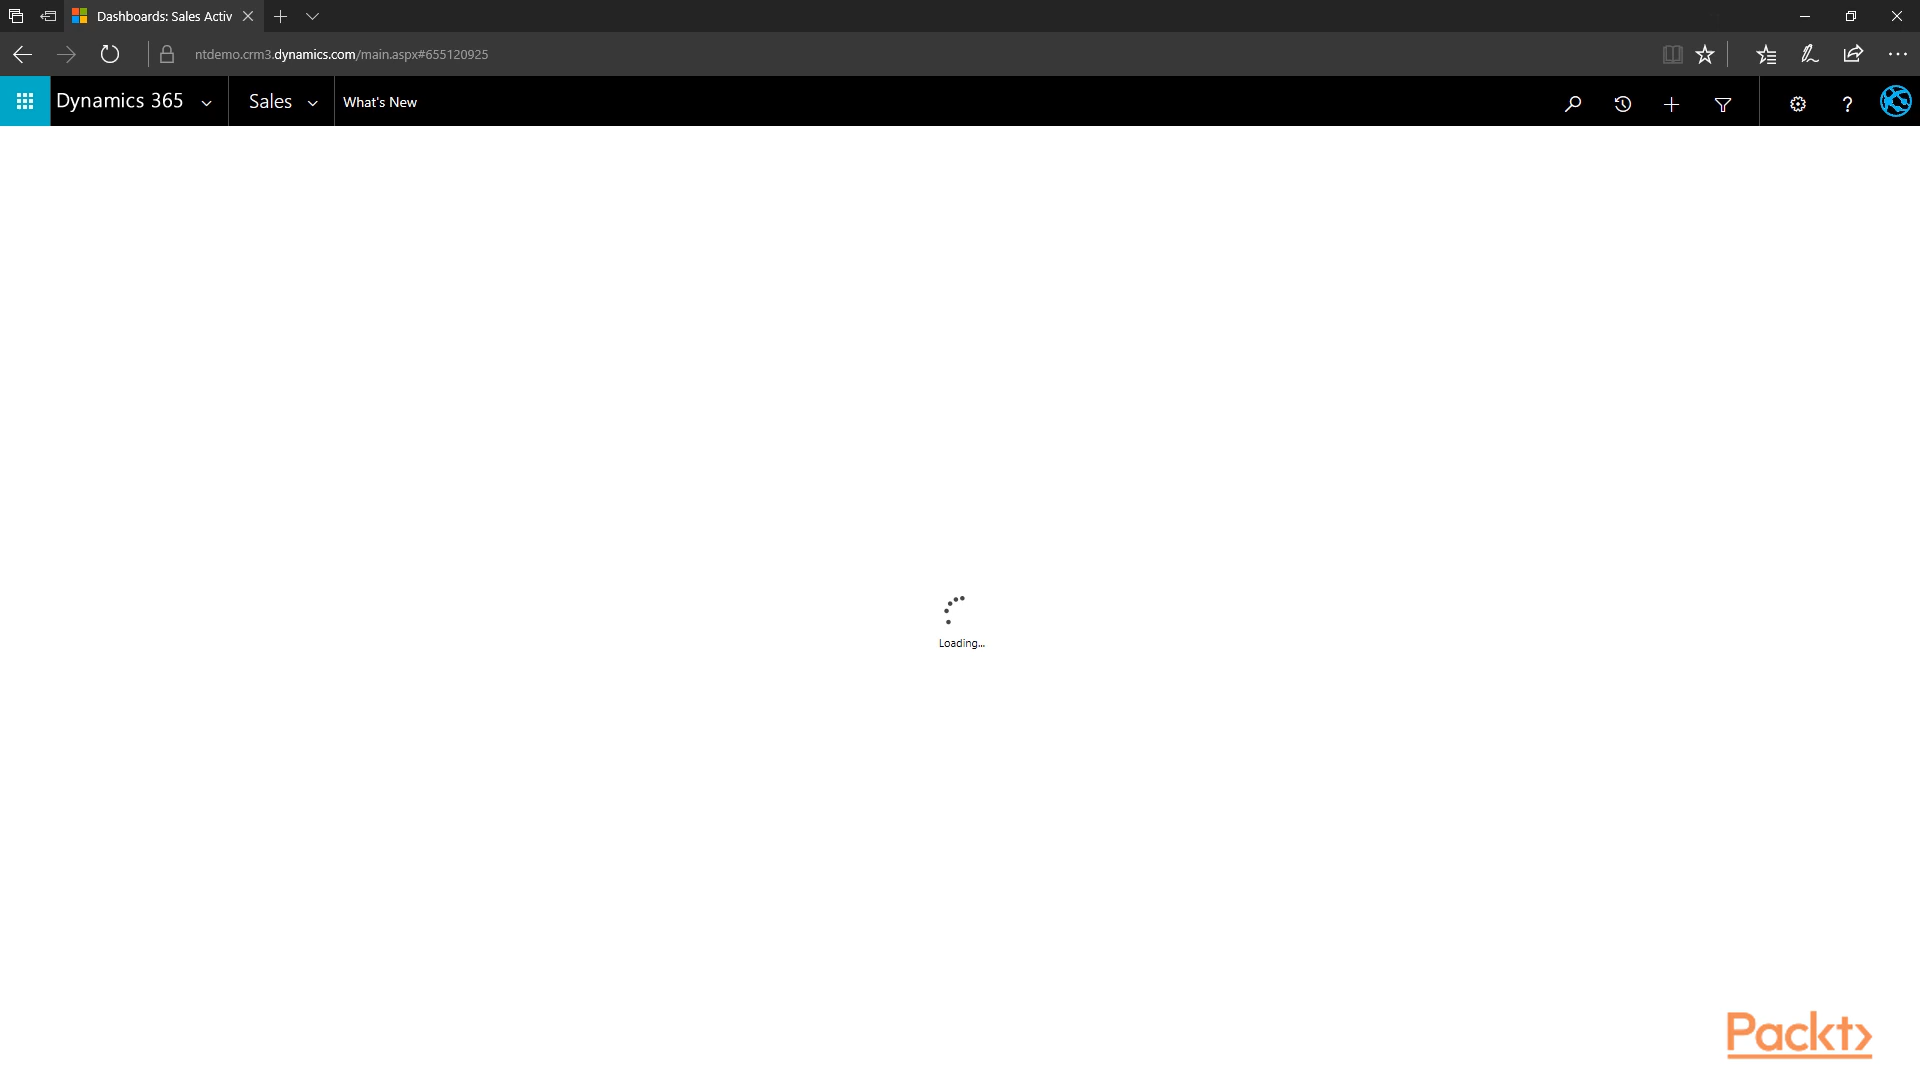 Dashboards: Sales Activ
ntdemo.crm3.dynamics.com/main.aspx#655120925
Dynamics 365
Sales
What's New
?
Loading...
Packt>